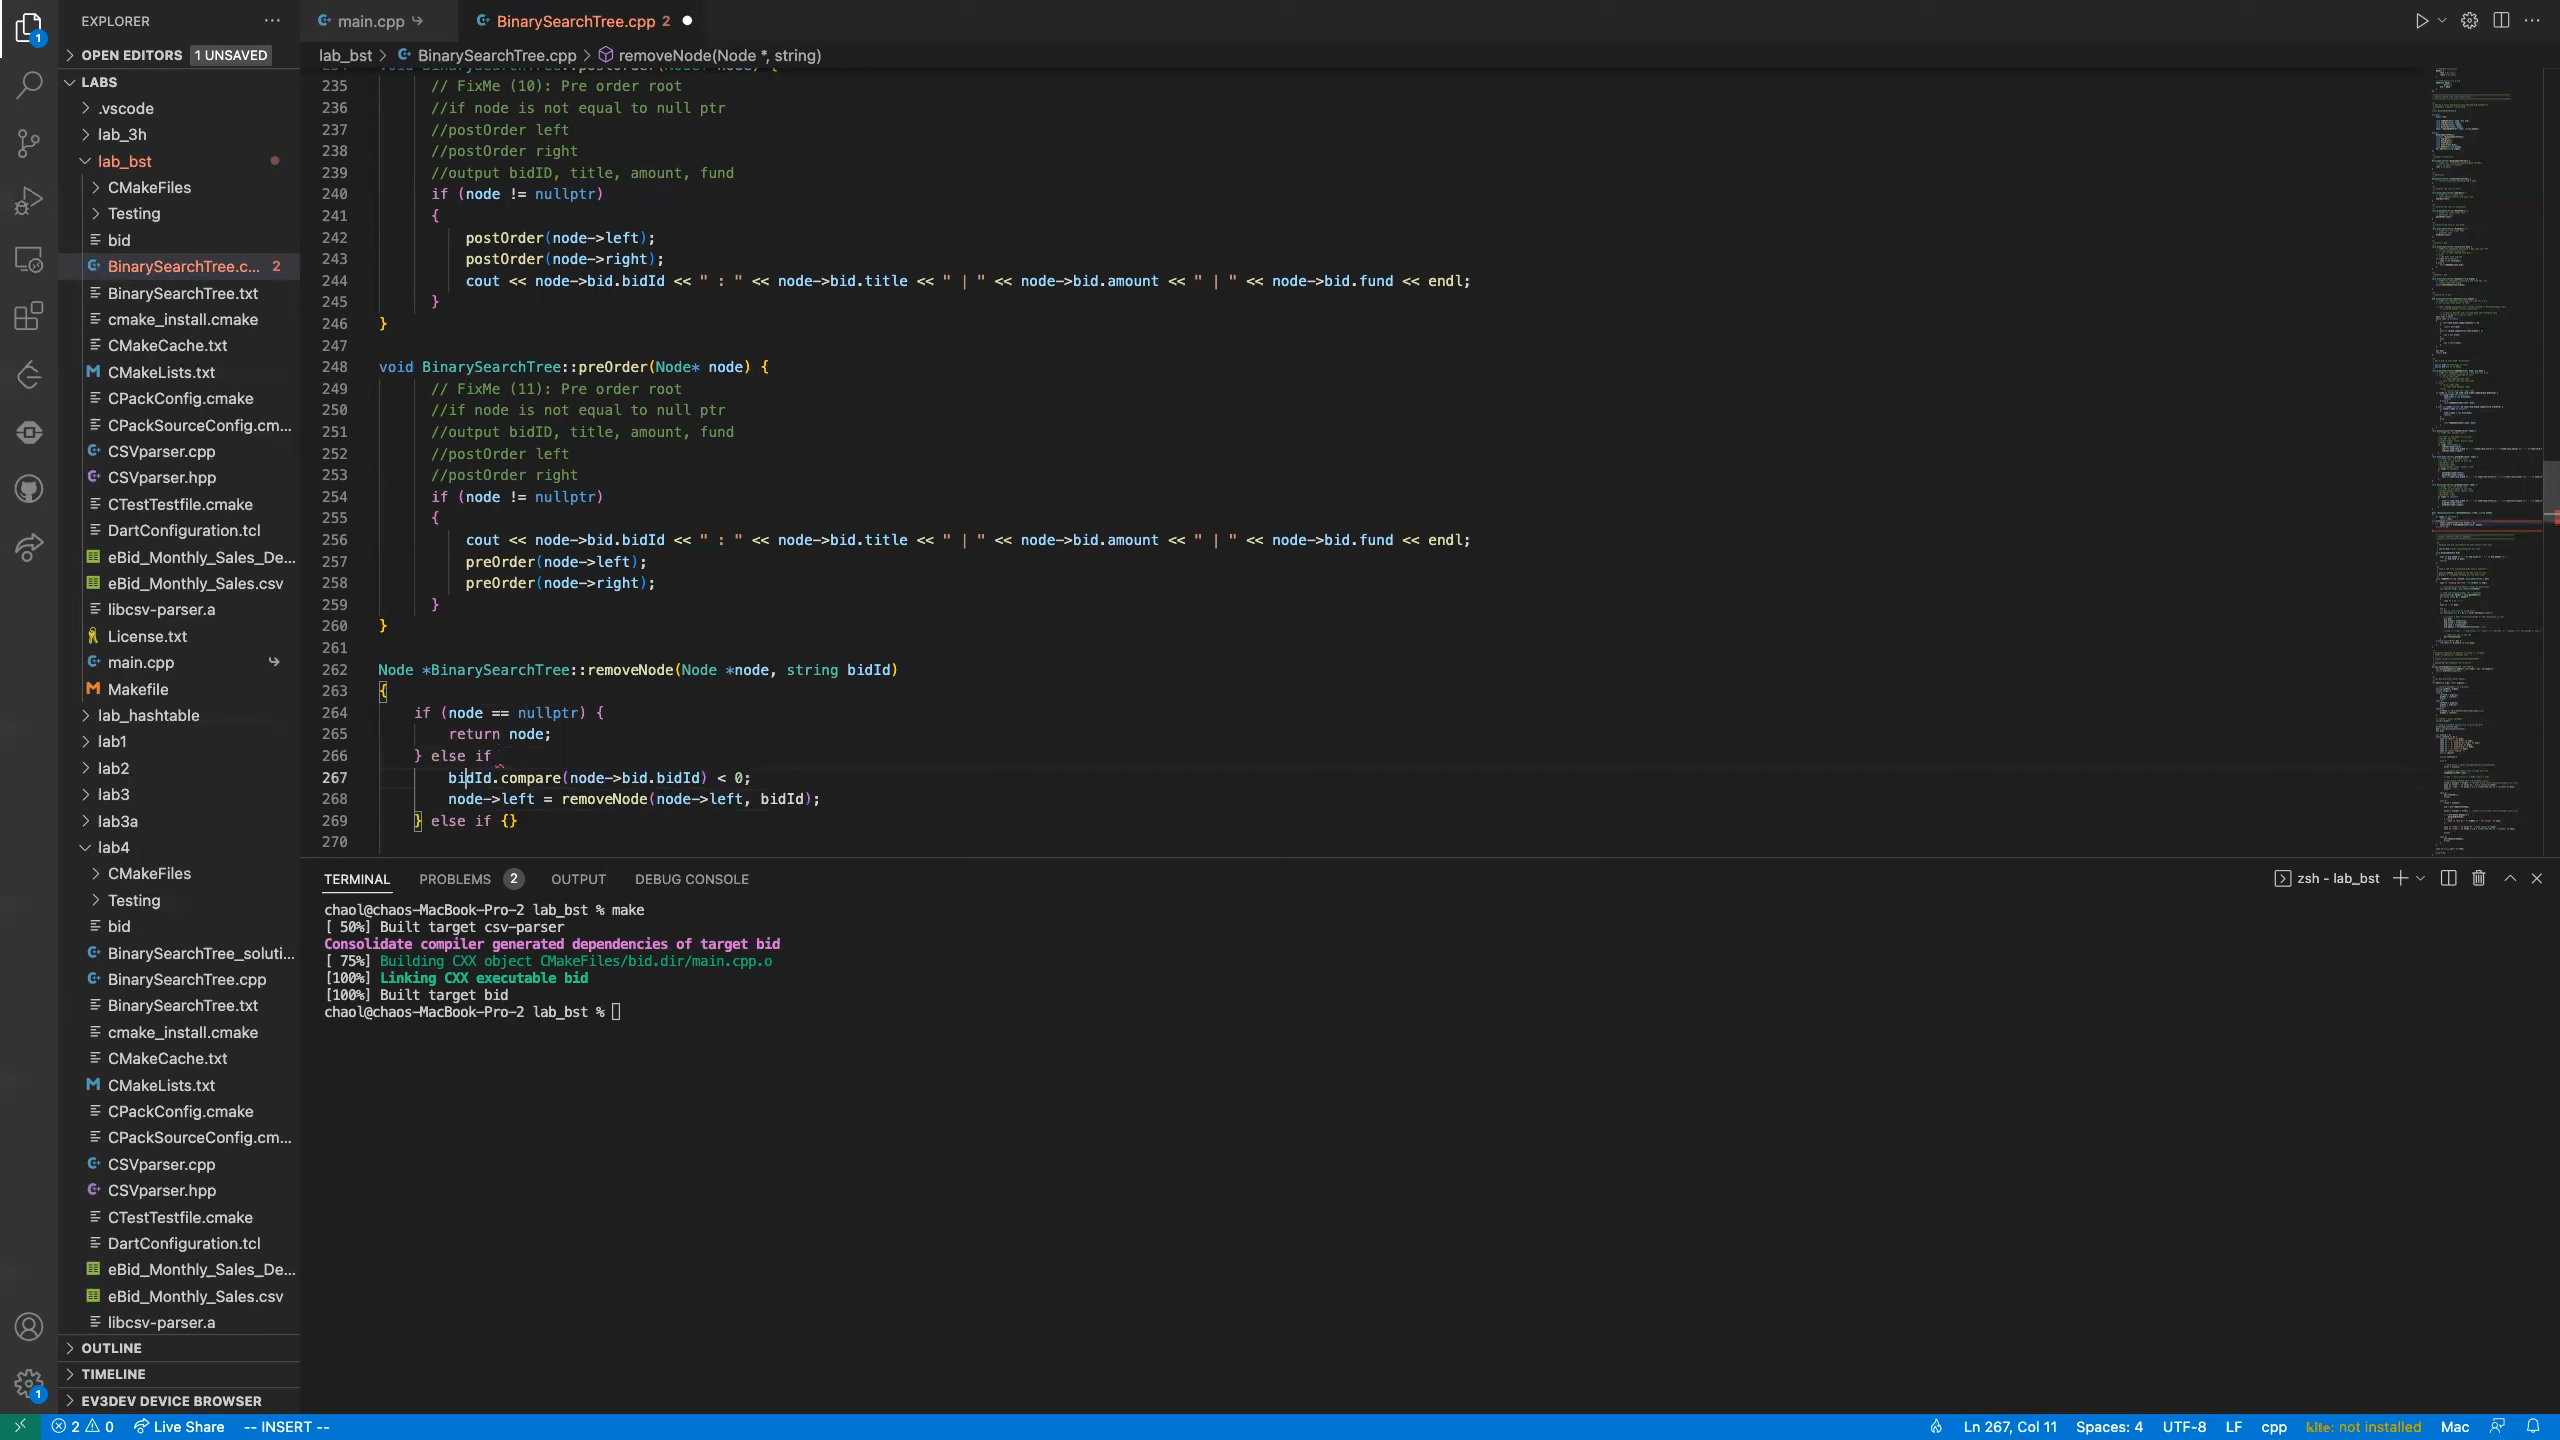 EXPLORER
main.cpp
BinarySearchTree.cpp 2
OPEN EDITORS 1 UNSAVED
lab_bst > BinarySearchTree.cpp > removeNode(Node *, string)
LABS
.vscode
lab_3h
lab_bst
CMakeFiles
Testing
bid
BinarySearchTree.c... 2
BinarySearchTree.txt
cmake_install.cmake
CMakeCache.txt
CMakeLists.txt
CPackConfig.cmake
CPackSourceConfig.cm...
CSVparser.cpp
CSVparser.hpp
CTestTestfile.cmake
DartConfiguration.tcl
eBid_Monthly_Sales_De...
eBid_Monthly_Sales.csv
libcsv-parser.a
License.txt
main.cpp
Makefile
lab_hashtable
lab1
lab2
lab3
lab3a
lab4
CMakeFiles
Testing
bid
BinarySearchTree_soluti...
BinarySearchTree.cpp
BinarySearchTree.txt
cmake_install.cmake
CMakeCache.txt
CMakeLists.txt
CPackConfig.cmake
CPackSourceConfig.cm...
CSVparser.cpp
CSVparser.hpp
CTestTestfile.cmake
DartConfiguration.tcl
eBid_Monthly_Sales_De...
eBid_Monthly_Sales.csv
libcsv-parser.a
OUTLINE
TIMELINE
EV3DEV DEVICE BROWSER
235 // FixMe (10): Pre order root
236 //if node is not equal to null ptr
237 //postOrder left
238 //postOrder right
239 //output bidID, title, amount, fund
240 if (node != nullptr)
241 {
242 postOrder(node->left);
243 postOrder(node->right);
244 cout << node->bid.bidId << " : " << node->bid.title << " | " << node->bid.amount << " | " << node->bid.fund << endl;
245 }
246 }
247
248 void BinarySearchTree::preOrder(Node* node) {
249 // FixMe (11): Pre order root
250 //if node is not equal to null ptr
251 //output bidID, title, amount, fund
252 //postOrder left
253 //postOrder right
254 if (node != nullptr)
255 {
256 cout << node->bid.bidId << " : " << node->bid.title << " | " << node->bid.amount << " | " << node->bid.fund << endl;
257 preOrder(node->left);
258 preOrder(node->right);
259 }
260 }
261
262 Node *BinarySearchTree::removeNode(Node *node, string bidId)
263 {
264 if (node == nullptr) {
265 return node;
266 } else if
267 bidId.compare(node->bid.bidId) < 0;
268 node->left = removeNode(node->left, bidId);
269 } else if {}
270
TERMINAL PROBLEMS 2 OUTPUT DEBUG CONSOLE
zsh - lab_bst
chaol@chaos-MacBook-Pro-2 lab_bst % make
[ 50%] Built target csv-parser
Consolidate compiler generated dependencies of target bid
[ 75%] Building CXX object CMakeFiles/bid.dir/main.cpp.o
[100%] Linking CXX executable bid
[100%] Built target bid
chaol@chaos-MacBook-Pro-2 lab_bst %
1
1
2 0 Live Share -- INSERT --
Ln 267, Col 11 Spaces: 4 UTF-8 LF cpp kite: not installed Mac